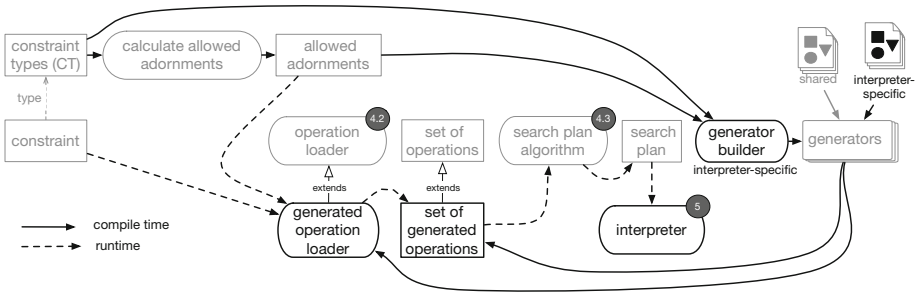 constraint
types (CT)
calculate allowed
adornments
allowed
adornments
shared
interpreter-
specific
type
constraint
operation
loader
4.2
set of
operations
search plan
algorithm
4.3
search
plan
generator
builder
interpreter-specific
generators
extends
extends
generated
operation
loader
set of
generated
operations
interpreter
5
compile time
runtime